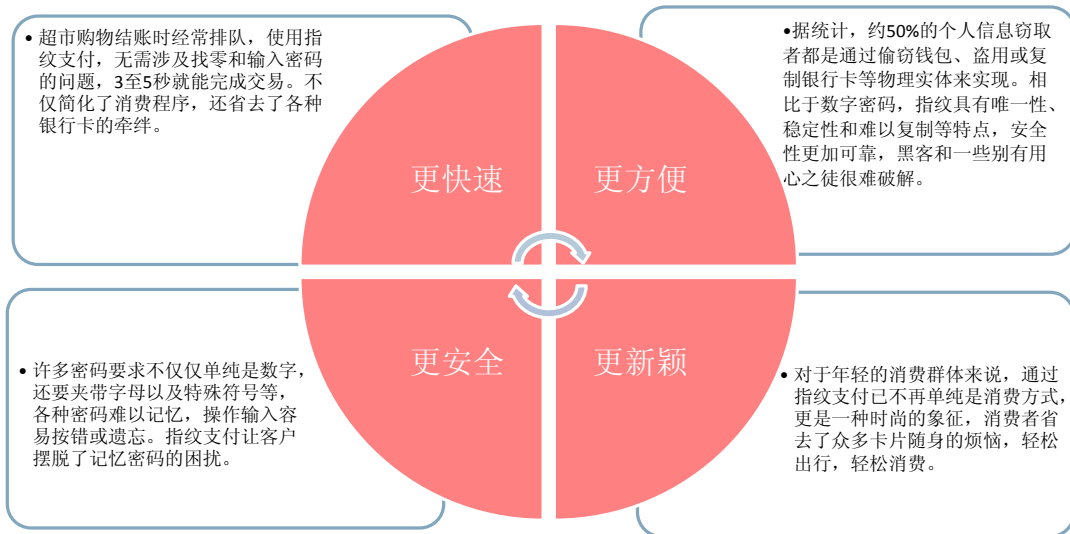 • 超市购物结账时经常排队，使用指
纹支付，无需涉及找零和输入密码
的问题，3至5秒就能完成交易。不
仅简化了消费程序，还省去了各种
银行卡的牵绊。
•据统计，约50%的个人信息窃取
者都是通过偷窃钱包、盗用或复
制银行卡等物理实体来实现。相
比于数字密码，指纹具有唯一性、
稳定性和难以复制等特点，安全
性更加可靠，黑客和一些别有用
心之徒很难破解。
更快速
更方便
更安全
更新颖
• 许多密码要求不仅仅单纯是数字，
还要夹带字母以及特殊符号等，
各种密码难以记忆，操作输入容
易按错或遗忘。指纹支付让客户
摆脱了记忆密码的困扰。
• 对于年轻的消费群体来说，通过
指纹支付已不再单纯是消费方式，
更是一种时尚的象征，消费者省
去了众多卡片随身的烦恼，轻松
出行，轻松消费。